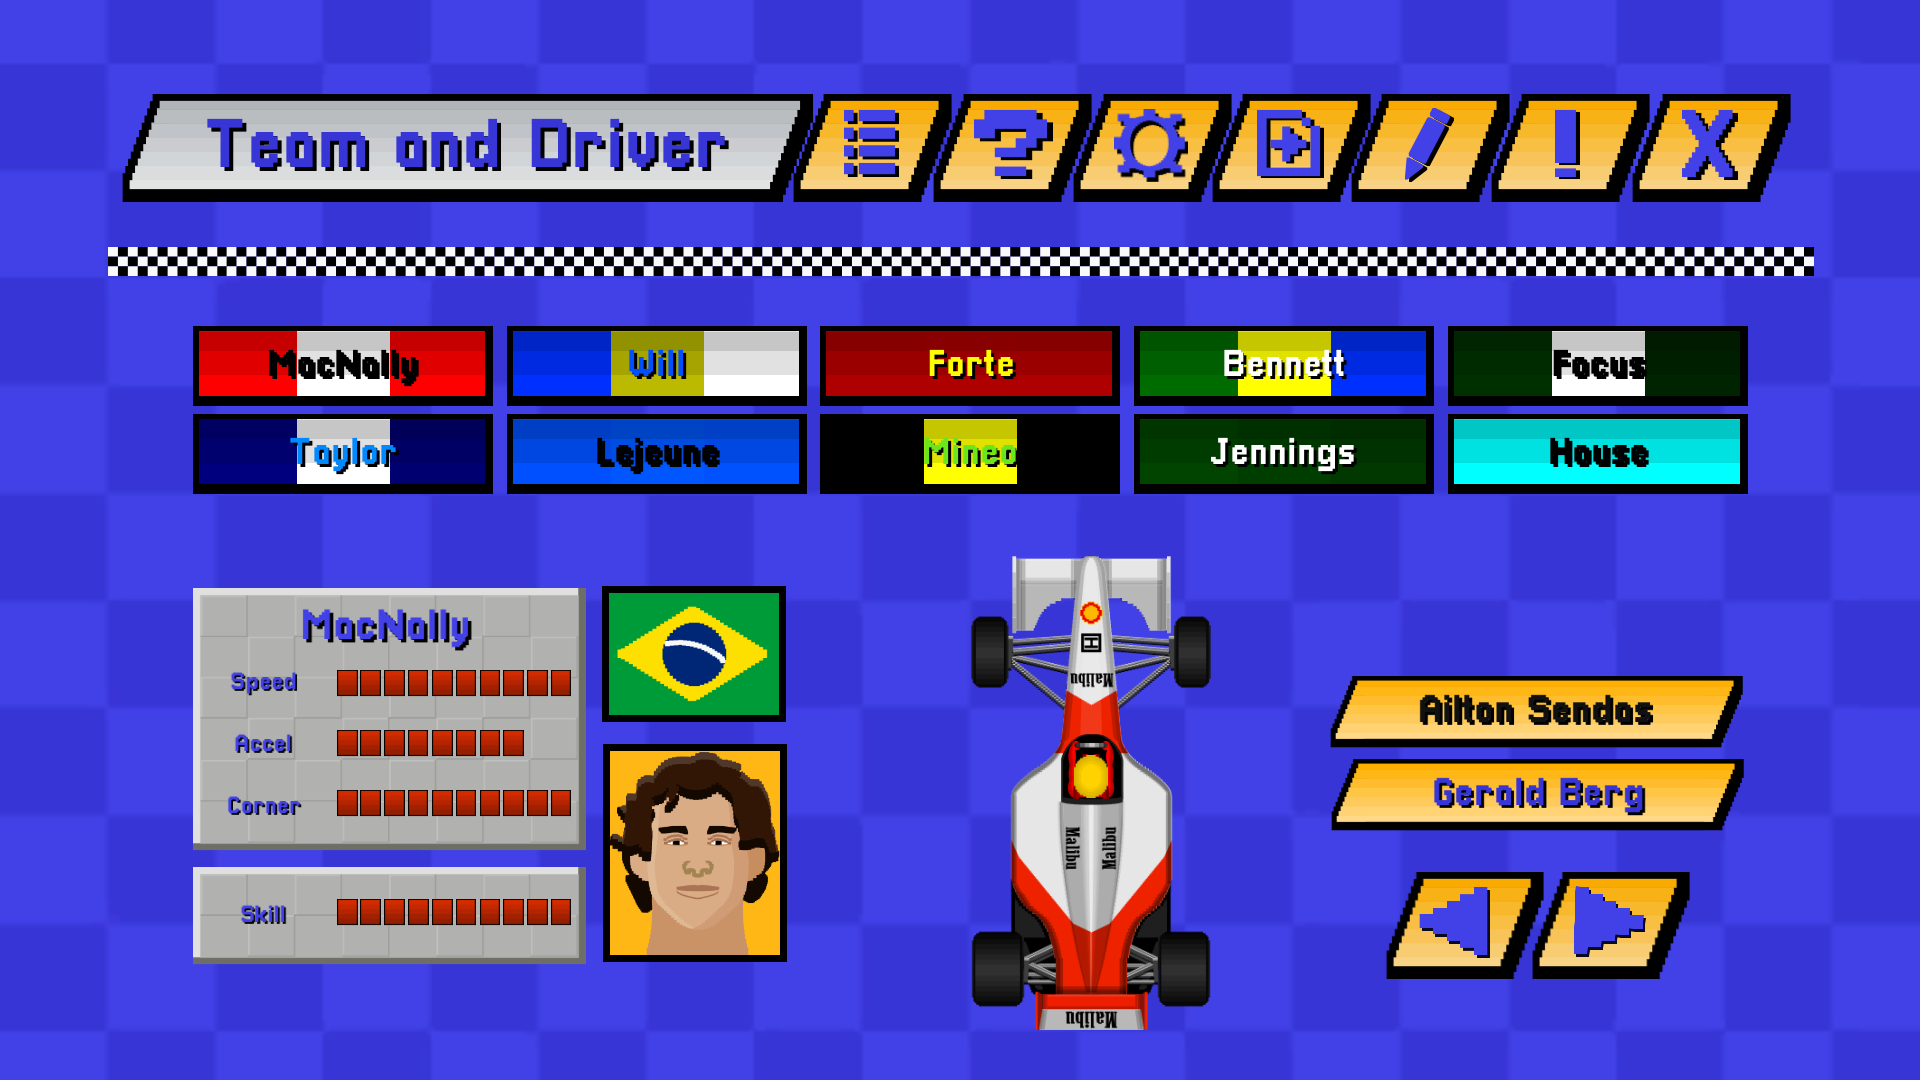 Team and Driver ? ! X
MacNally Will Forte Bennett Focus
Taylor Lejeune Mineo Jennings House
MacNally
Speed
Accel
Corner
Skill
H
Malibu
Malibu Malibu
Malibu
Ailton Sendos
Gerald Berg